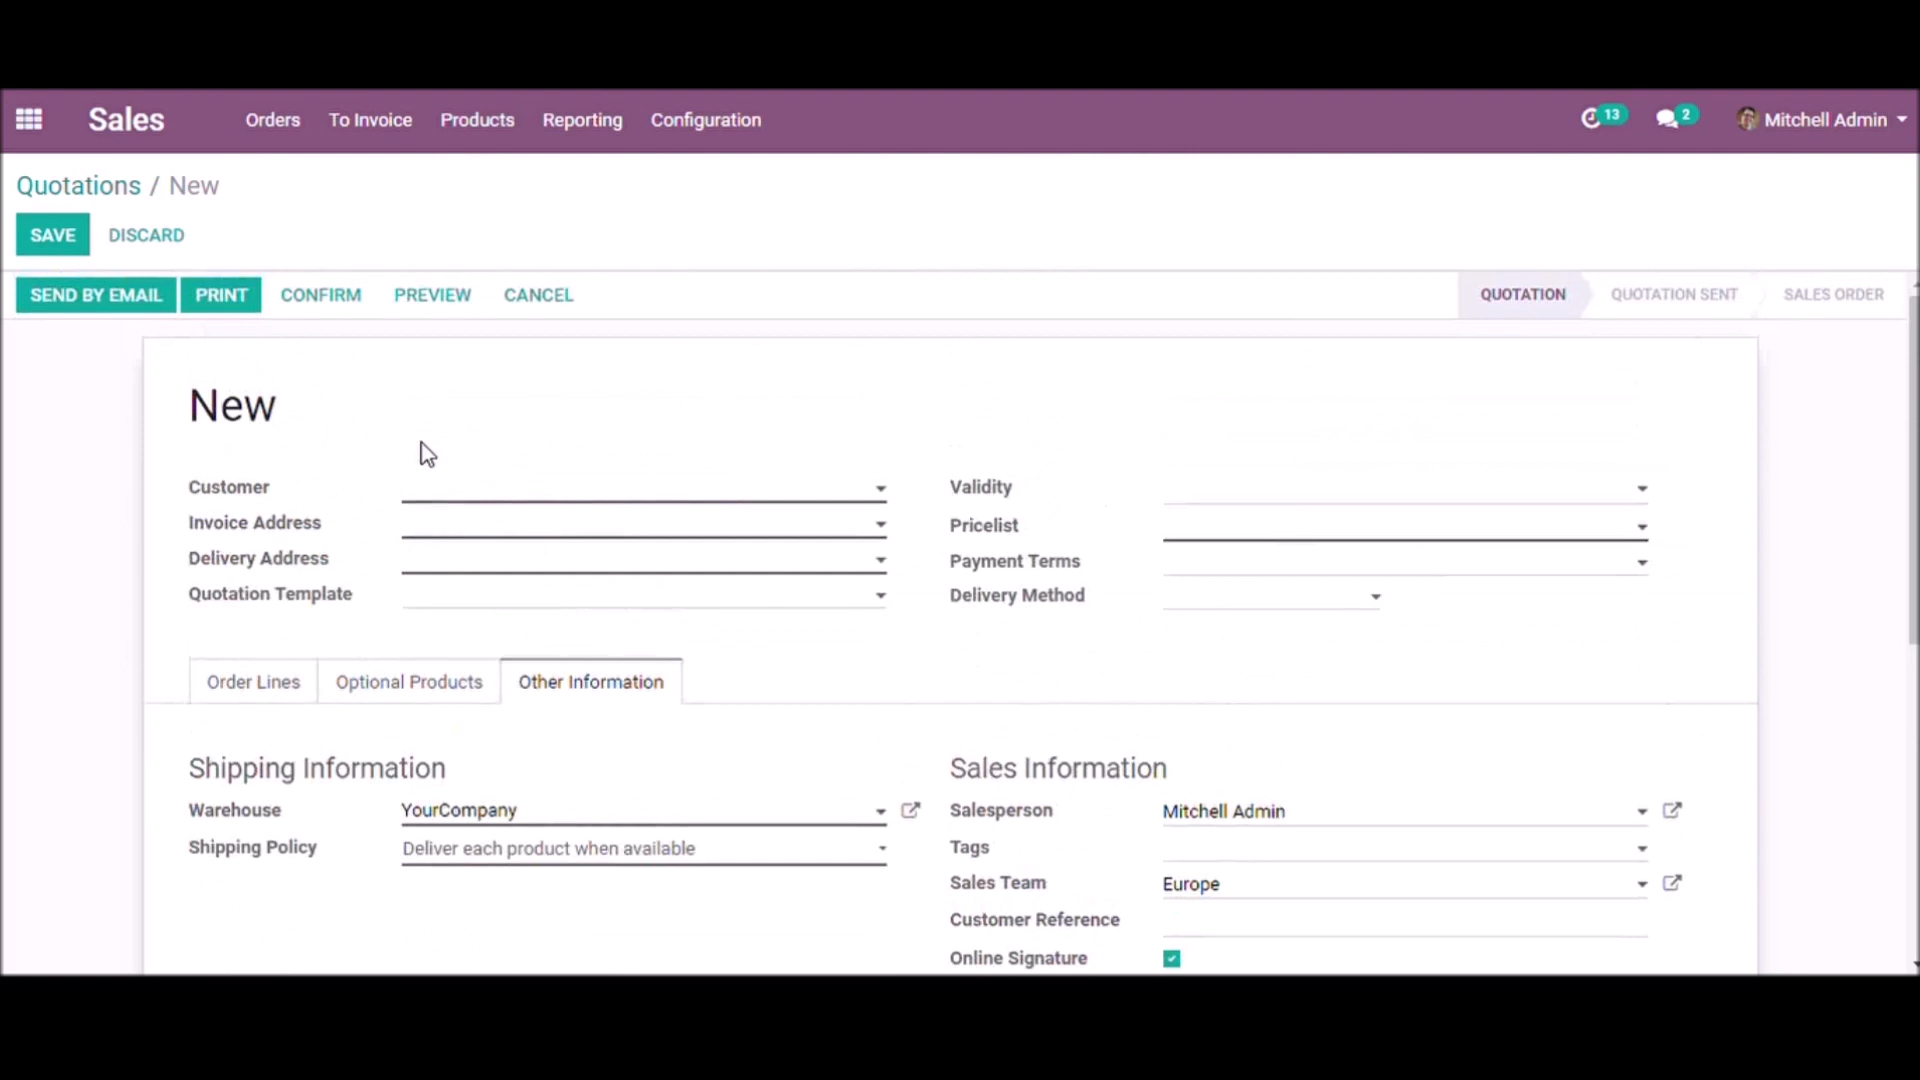 Sales Orders To Invoice Products Reporting Configuration 13 2 Mitchell Admin
Quotations / New
SAVE DISCARD
SEND BY EMAIL PRINT CONFIRM PREVIEW CANCEL QUOTATION QUOTATION SENT SALES ORDER
New
Customer Validity
Invoice Address Pricelist
Delivery Address Payment Terms
Quotation Template Delivery Method
Order Lines Optional Products Other Information
Shipping Information Sales Information
Warehouse YourCompany Salesperson Mitchell Admin
Shipping Policy Deliver each product when available Tags
Sales Team Europe
Customer Reference
Online Signature